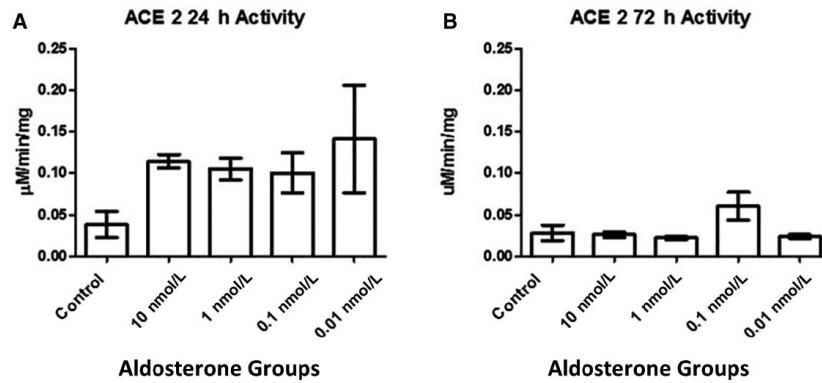 A
ACE 2 24 h Activity
µM/min/mg
0.25
0.20
0.15
0.10
0.05
0.00
Control
10 nmol/L
1 nmol/L
0.1 nmol/L
0.01 nmol/L
Aldosterone Groups
B
ACE 2 72 h Activity
uM/min/mg
0.25
0.20
0.15
0.10
0.05
0.00
Control
10 nmol/L
1 nmol/L
0.1 nmol/L
0.01 nmol/L
Aldosterone Groups